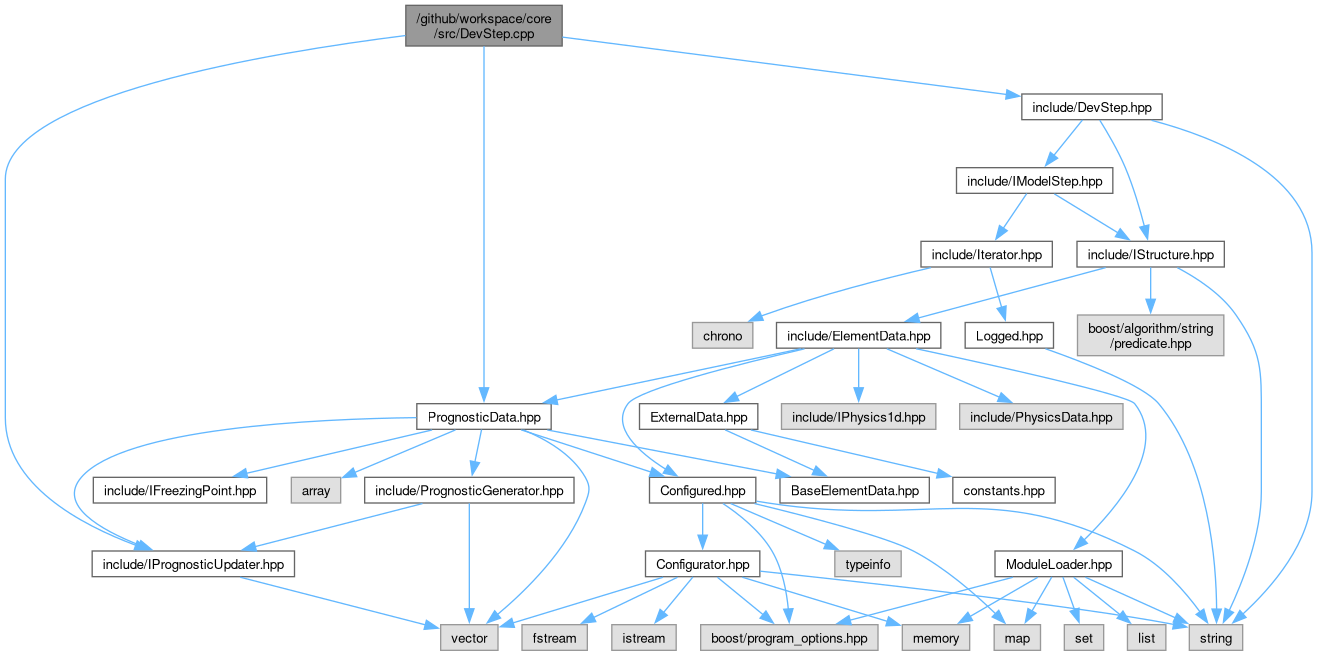 /github/workspace/core
/src/DevStep.cpp
include/DevStep.hpp
include/IModelStep.hpp
include/Iterator.hpp
include/IStructure.hpp
chrono
include/ElementData.hpp
Logged.hpp
boost/algorithm/string
/predicate.hpp
PrognosticData.hpp
ExternalData.hpp
include/IPhysics1d.hpp
include/PhysicsData.hpp
include/IFreezingPoint.hpp
array
include/PrognosticGenerator.hpp
Configured.hpp
BaseElementData.hpp
constants.hpp
include/IPrognosticUpdater.hpp
Configurator.hpp
typeinfo
ModuleLoader.hpp
vector
fstream
istream
boost/program_options.hpp
memory
map
set
list
string